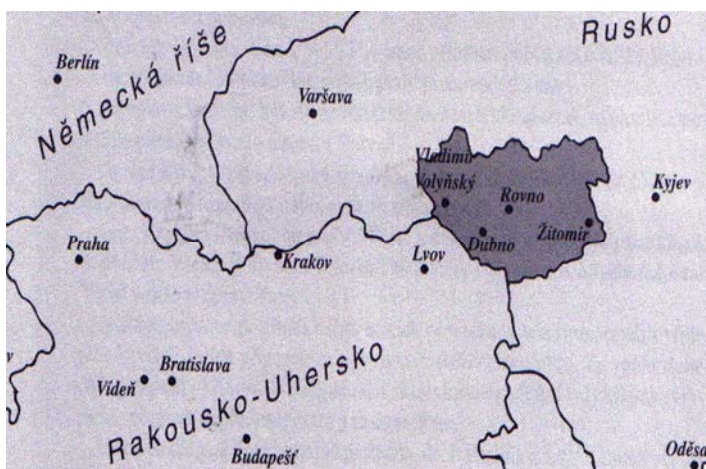 Rusko
Německá říše
Berlín
Varšava
Vladimir
Volyňský
Rovno
Kyjev
Žitomir
Dubno
Praha
Krakov
Lvov
Rakousko-Uhersko
Bratislava
Vídeň
Budapešť
Oděsa